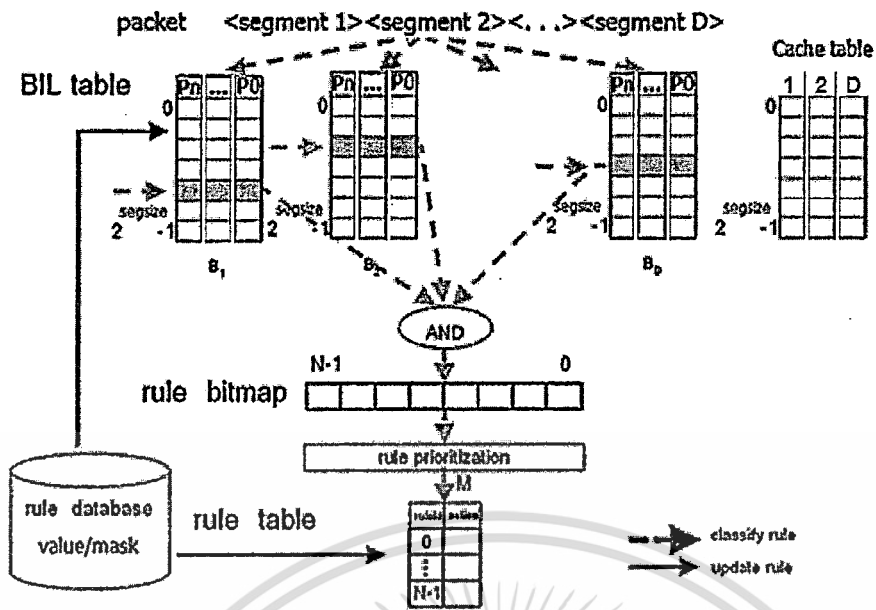 packet <segment 1><segment 2><. . .><segment D>
Cache table
BIL table
Pn ... P0
Pn ... P0
Pn ... P0
1 2 D
0
0
0
0
segsize
2 -1
segsize
2 -1
segsize
2 -1
segsize
2 -1
B1
B2
BD
AND
N-1 0
rule bitmap
rule prioritization
M
rule database
value/mask
rule table
ruleId action
0
⋮
N-1
classify rule
update rule